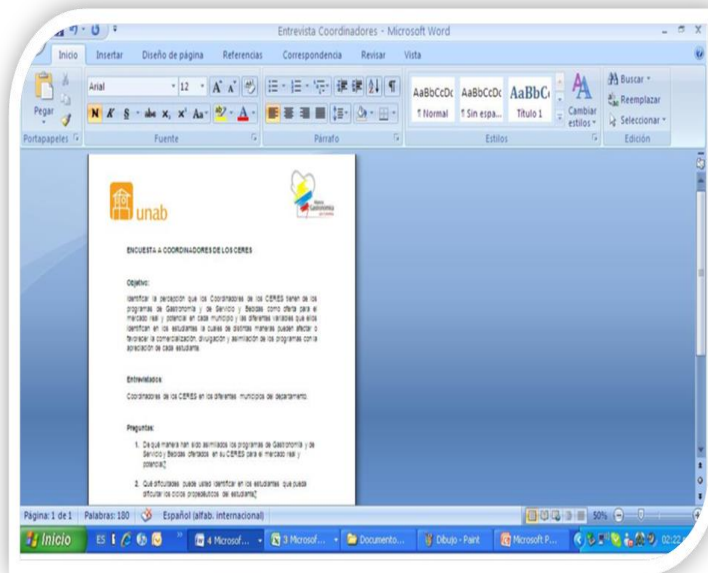 Entrevista Coordinadores - Microsoft Word
Inicio Insertar Diseño de página Referencias Correspondencia Revisar Vista
Pegar
Arial 12
N K S abc x, x' Aa A
AaBbCcDc AaBbCcDc AaBbC
¶ Normal ¶ Sin espa... Título 1
Cambiar estilos
Buscar
Reemplazar
Seleccionar
Portapapeles Fuente Párrafo Estilos Edición
unab
Gastronómica
ENCUESTA A COORDINADORES DE LOS CERES
Objetivo:
Identificar la percepción que los Coordinadores de los CERES tienen de los
programas de Gastronomía y de Servicio y Bebidas como oferta para el
mercado real y potencial en cada municipio y las diferentes variables que ellos
identifican en los estudiantes la cuales de distintas maneras pueden afectar o
favorecer la comercialización, divulgación y asimilación de los programas con la
apreciación de cada estudiante.
Entrevistados:
Coordinadores de los CERES en los diferentes municipios del departamento.
Preguntas:
1. De qué manera han sido asimilados los programas de Gastronomía y de
Servicio y Bebidas ofertados en su CERES para el mercado real y
potencial
2. Qué dificultades puede usted identificar en los estudiantes que pueda
dificultar los ciclos propedéuticos del estudiante
Página: 1 de 1 Palabras: 180 Español (alfab. internacional) 50%
Inicio ES 4 Microsof... 3 Microsof... Documento... Dibujo - Paint Microsoft P... 02:22